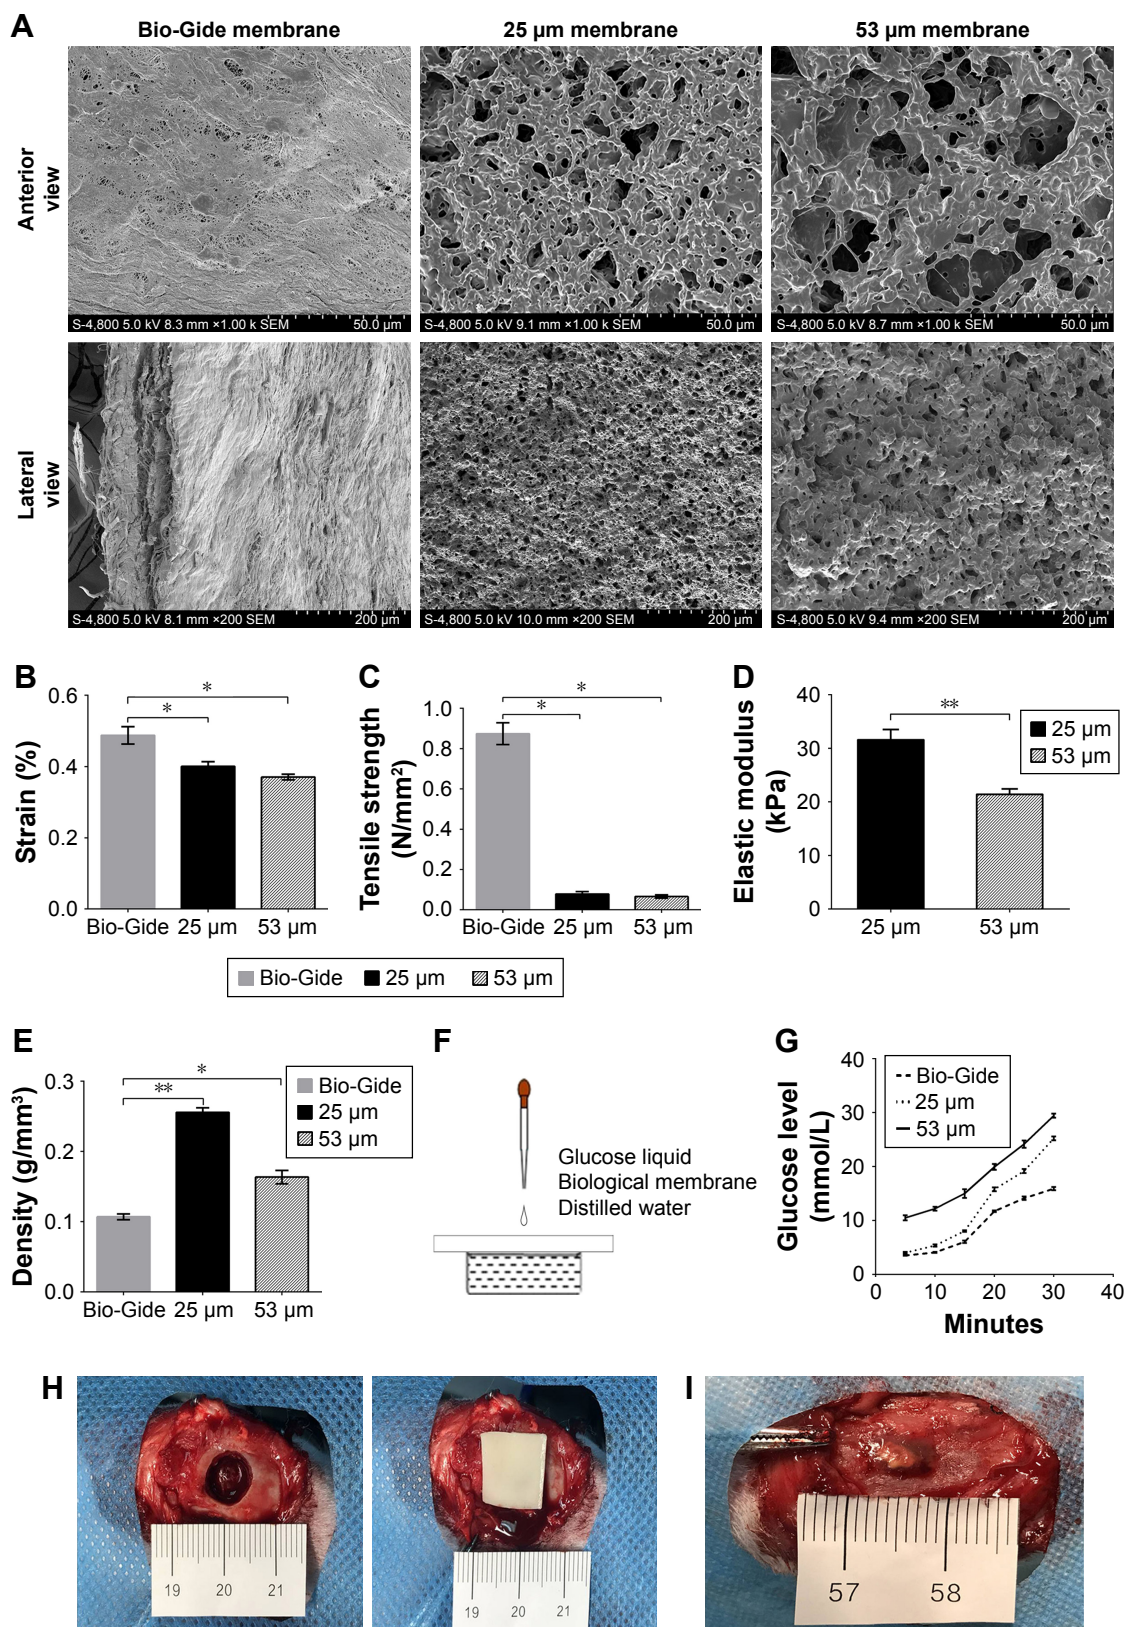 A
Bio-Gide membrane
25 µm membrane
53 µm membrane
Anterior view
S-4,800 5.0 kV 8.3 mm ×1.00 k SEM 50.0 µm
S-4,800 5.0 kV 9.1 mm ×1.00 k SEM 50.0 µm
S-4,800 5.0 kV 8.7 mm ×1.00 k SEM 50.0 µm
Lateral view
S-4,800 5.0 kV 8.1 mm ×200 SEM 200 µm
S-4,800 5.0 kV 10.0 mm ×200 SEM 200 µm
S-4,800 5.0 kV 9.4 mm ×200 SEM 200 µm
B
Strain (%)
0.6
0.4
0.2
0.0
*
*
Bio-Gide 25 µm 53 µm
C
Tensile strength
(N/mm²)
1.0
0.8
0.6
0.4
0.2
0.0
*
*
Bio-Gide 25 µm 53 µm
D
Elastic modulus
(kPa)
40
30
20
10
0
**
25 µm
53 µm
25 µm 53 µm
Bio-Gide 25 µm 53 µm
E
Density (g/mm³)
0.3
0.2
0.1
0.0
*
**
Bio-Gide
25 µm
53 µm
Bio-Gide 25 µm 53 µm
F
Glucose liquid
Biological membrane
Distilled water
G
Glucose level
(mmol/L)
40
30
20
10
0
Bio-Gide
25 µm
53 µm
0 10 20 30 40
Minutes
H
19 20 21
19 20 21
I
57 58